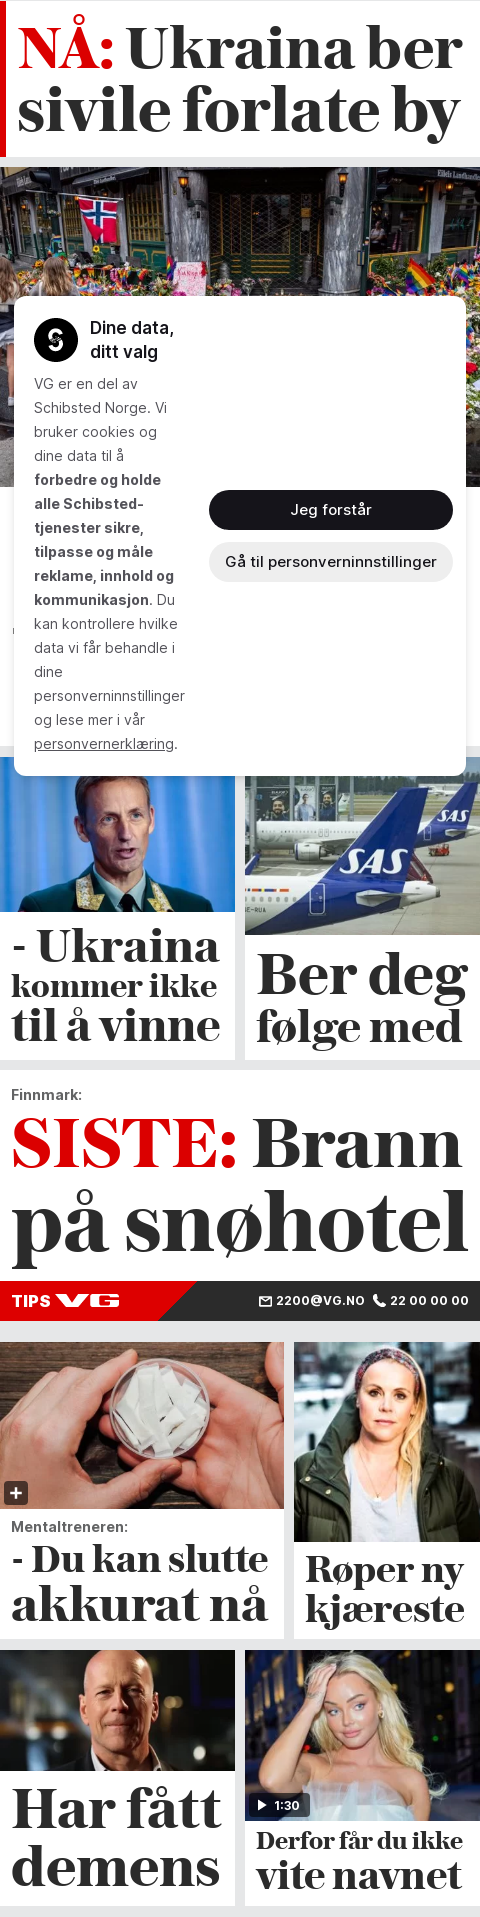 NÅ: Ukraina ber
sivile forlate by
Dine data,
ditt valg
VG er en del av
Schibsted Norge. Vi
bruker cookies og
dine data til å
forbedre og holde
alle Schibsted-
tjenester sikre,
tilpasse og måle
reklame, innhold og
kommunikasjon. Du
kan kontrollere hvilke
data vi får behandle i
dine
personverninnstillinger
og lese mer i vår
personvernerklæring.
Jeg forstår
Gå til personverninnstillinger
SAS
SAS
- Ukraina
kommer ikke
til å vinne
Ber deg
følge med
Finnmark:
SISTE: Brann
på snøhotel
TIPS VG
2200@VG.NO
22 00 00 00
Mentaltreneren:
- Du kan slutte
akkurat nå
Røper ny
kjæreste
Har fått
demens
1:30
Derfor får du ikke
vite navnet